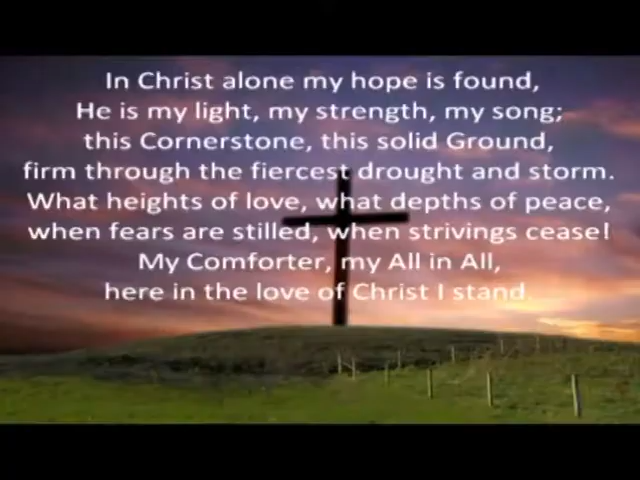 In Christ alone my hope is found,
He is my light, my strength, my song;
this Cornerstone, this solid Ground,
firm through the fiercest drought and storm.
What heights of love, what depths of peace,
when fears are stilled, when strivings cease!
My Comforter, my All in All,
here in the love of Christ I stand.